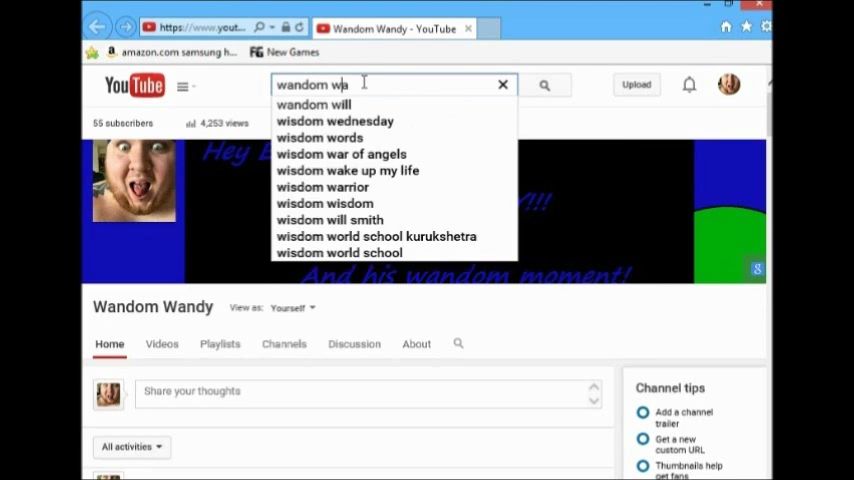 https://www.yout...
Wandom Wandy - YouTube
amazon.com samsung h...
FG New Games
YouTube
wandom wa
Upload
wandom will
wisdom wednesday
wisdom words
wisdom war of angels
wisdom wake up my life
wisdom warrior
wisdom wisdom
wisdom will smith
wisdom world school kurukshetra
wisdom world school
55 subscribers
4,253 views
Hey
!!!
And his wandom moment!
Wandom Wandy
View as: Yourself
Home
Videos
Playlists
Channels
Discussion
About
Share your thoughts
All activities
Channel tips
Add a channel
trailer
Get a new
custom URL
Thumbnails help
get fans